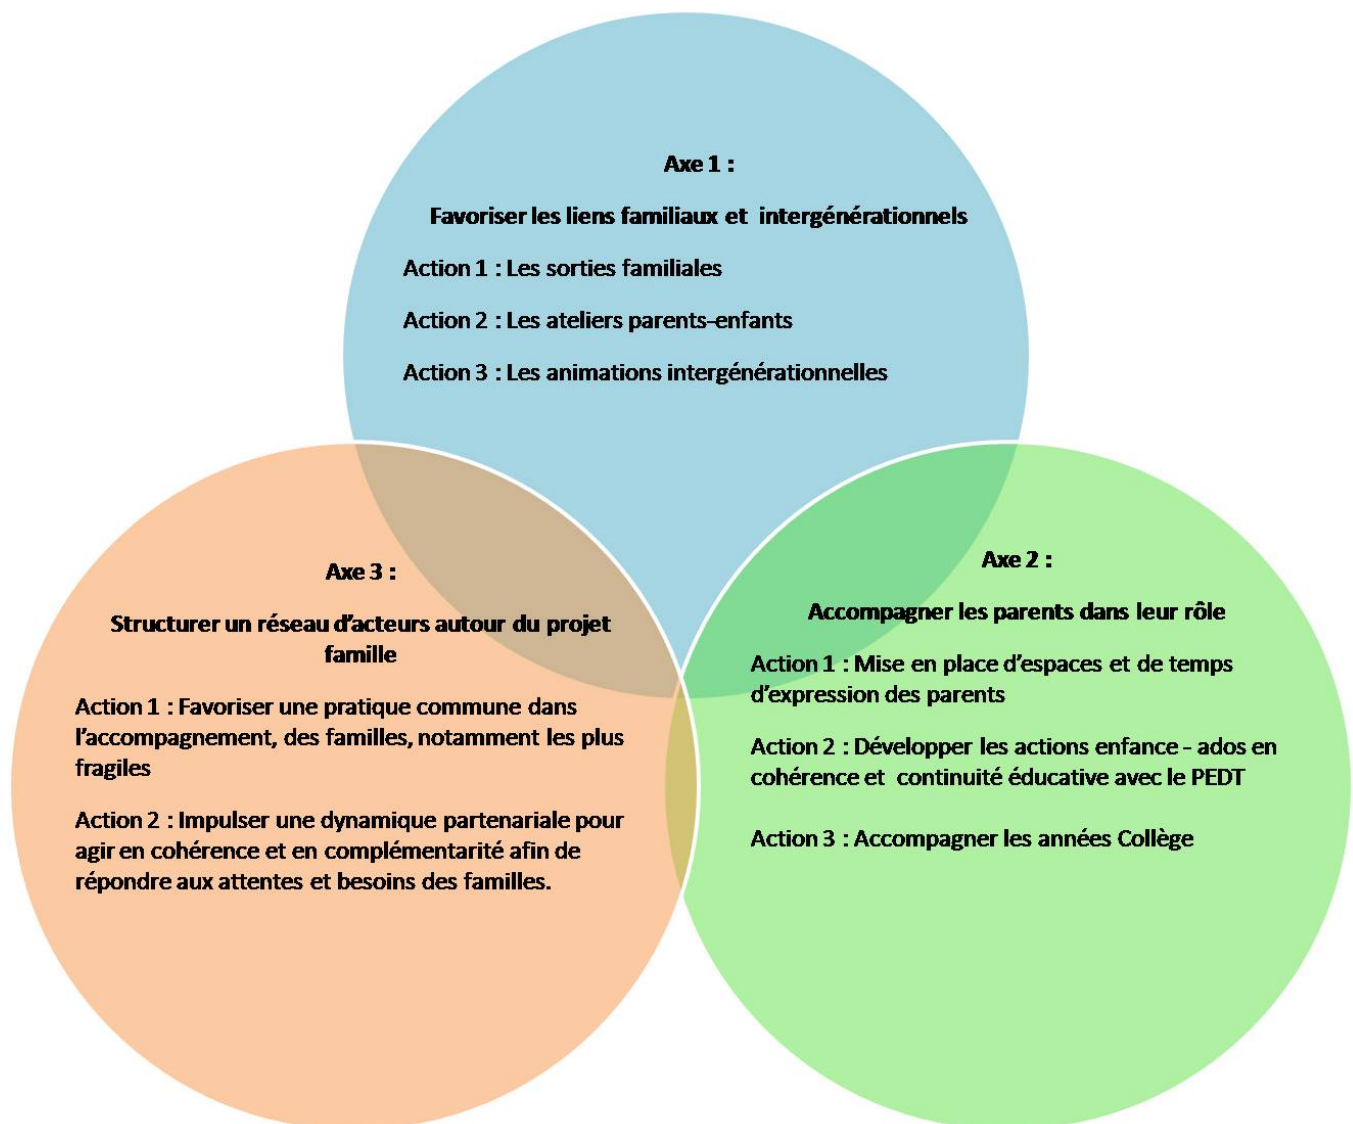 Axe 1 :
Favoriser les liens familiaux et intergénérationnels
Action 1 : Les sorties familiales
Action 2 : Les ateliers parents-enfants
Action 3 : Les animations intergénérationnelles
Axe 2 :
Accompagner les parents dans leur rôle
Action 1 : Mise en place d'espaces et de temps
d'expression des parents
Action 2 : Développer les actions enfance - ados en
cohérence et continuité éducative avec le PEDT
Action 3 : Accompagner les années Collège
Axe 3 :
Structurer un réseau d'acteurs autour du projet
famille
Action 1 : Favoriser une pratique commune dans
l'accompagnement, des familles, notamment les plus
fragiles
Action 2 : Impulser une dynamique partenariale pour
agir en cohérence et en complémentarité afin de
répondre aux attentes et besoins des familles.